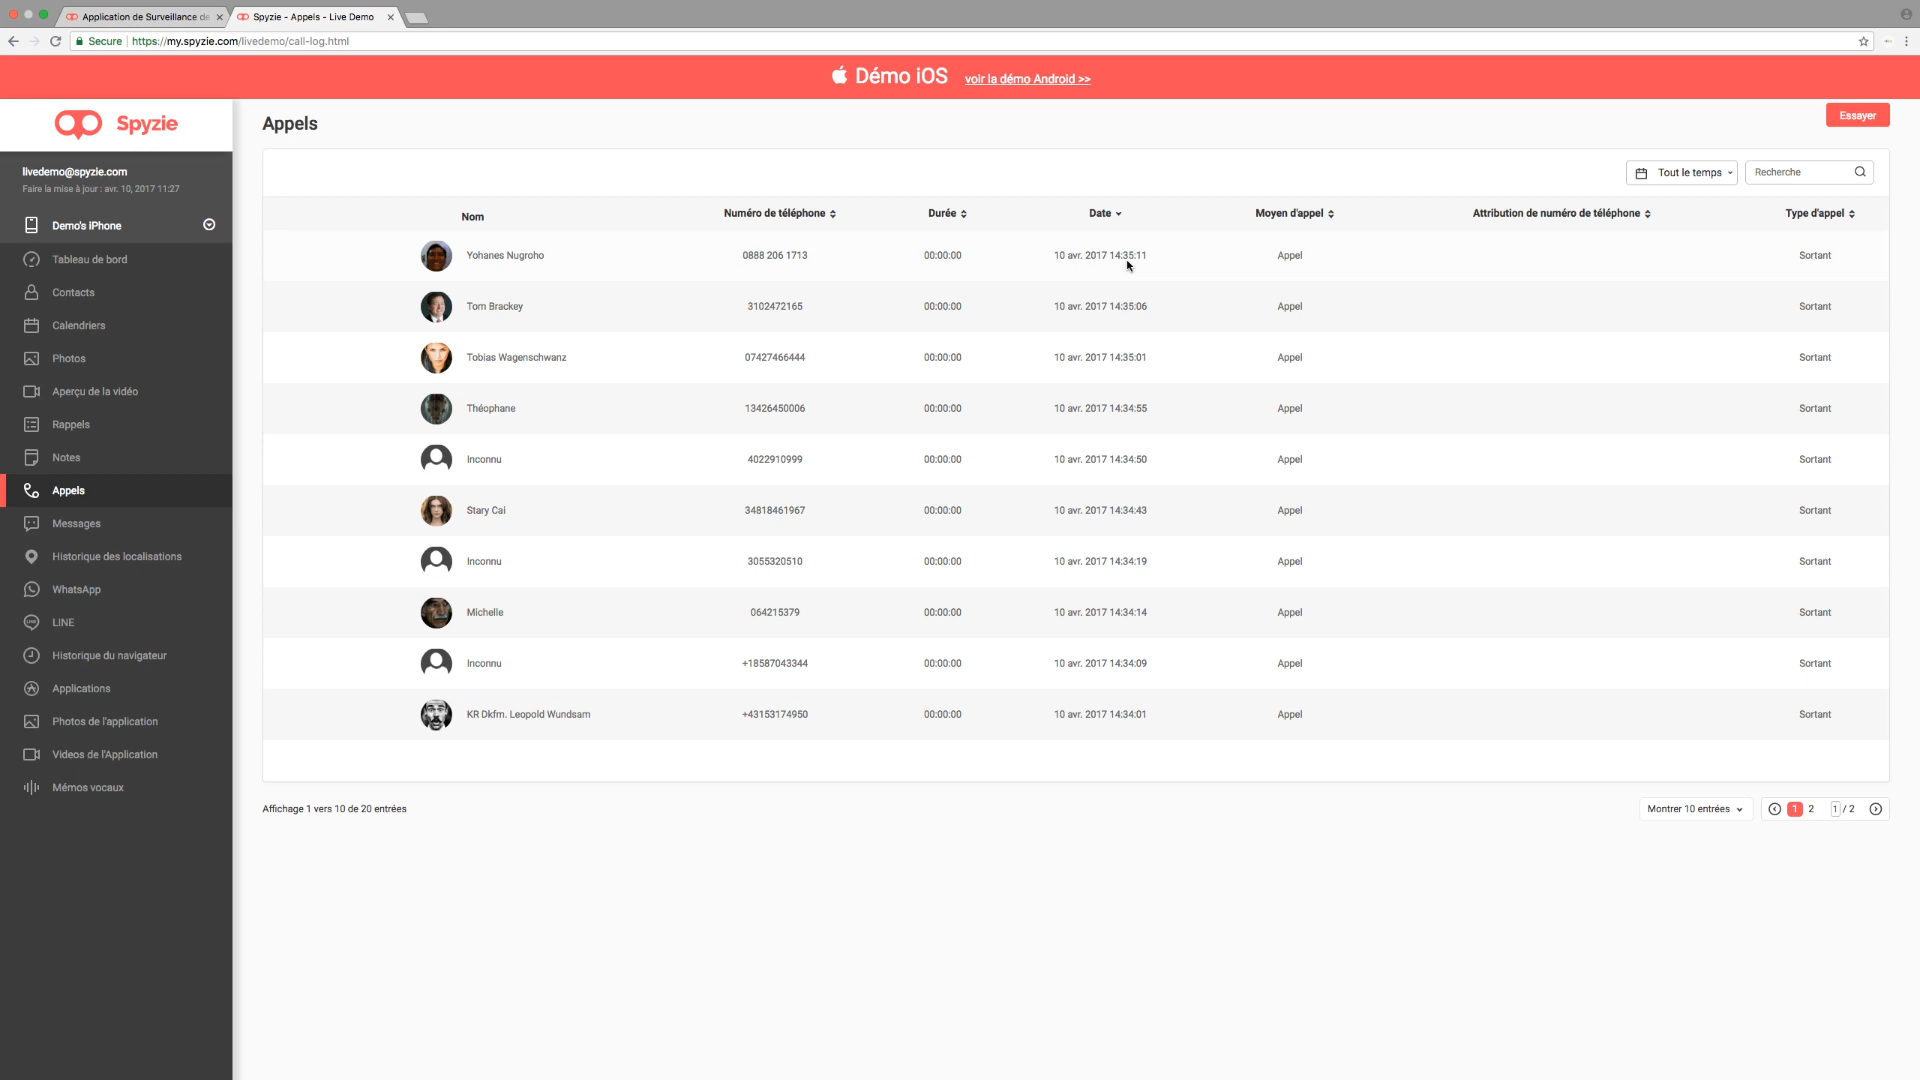 Application de Surveillance de
Spyzie - Appels - Live Demo
Secure https://my.spyzie.com/livedemo/call-log.html
Démo iOS voir la démo Android >>
Spyzie
Appels
Essayer
livedemo@spyzie.com
Faire la mise à jour : avr. 10, 2017 11:27
Tout le temps Recherche
Demo's iPhone
Tableau de bord
Contacts
Calendriers
Photos
Aperçu de la vidéo
Rappels
Notes
Appels
Messages
Historique des localisations
WhatsApp
LINE
Historique du navigateur
Applications
Photos de l'application
Videos de l'Application
Mémos vocaux
Nom Numéro de téléphone Durée Date Moyen d'appel Attribution de numéro de téléphone Type d'appel
Yohanes Nugroho 0888 206 1713 00:00:00 10 avr. 2017 14:35:11 Appel Sortant
Tom Brackey 3102472165 00:00:00 10 avr. 2017 14:35:06 Appel Sortant
Tobias Wagenschwanz 07427466444 00:00:00 10 avr. 2017 14:35:01 Appel Sortant
Théophane 13426450006 00:00:00 10 avr. 2017 14:34:55 Appel Sortant
Inconnu 4022910999 00:00:00 10 avr. 2017 14:34:50 Appel Sortant
Stary Cai 34818461967 00:00:00 10 avr. 2017 14:34:43 Appel Sortant
Inconnu 3055320510 00:00:00 10 avr. 2017 14:34:19 Appel Sortant
Michelle 064215379 00:00:00 10 avr. 2017 14:34:14 Appel Sortant
Inconnu +18587043344 00:00:00 10 avr. 2017 14:34:09 Appel Sortant
KR Dkfm. Leopold Wundsam +43153174950 00:00:00 10 avr. 2017 14:34:01 Appel Sortant
Affichage 1 vers 10 de 20 entrées
Montrer 10 entrées 1 2 1 / 2